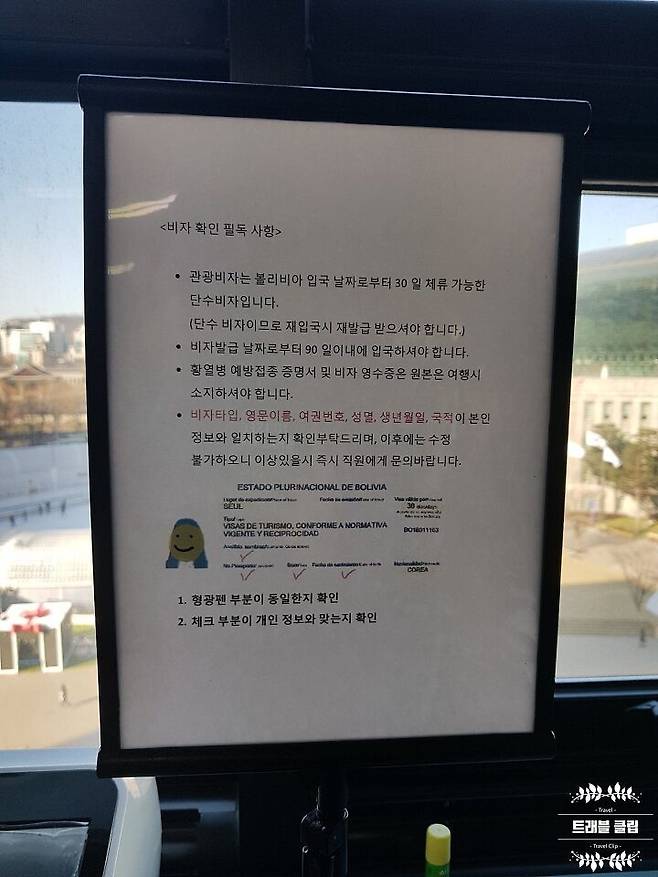 <비자 확인 필독 사항>
• 관광비자는 볼리비아 입국 날짜로부터 30 일 체류 가능한
단수비자입니다.
(단수 비자이므로 재입국시 재발급 받으셔야 합니다.)
• 비자발급 날짜로부터 90 일이내에 입국하셔야 합니다.
• 황열병 예방접종 증명서 및 비자 영수증은 원본은 여행시
소지하셔야 합니다.
• 비자타입, 영문이름, 여권번호, 성별, 생년월일, 국적이 본인
정보와 일치하는지 확인부탁드리며, 이후에는 수정
불가하오니 이상있을시 즉시 직원에게 문의바랍니다.
ESTADO PLURINACIONAL DE BOLIVIA
SEUL
30
Tipo/
VISAS DE TURISMO, CONFORME A NORMATIVA
VIGENTE Y RECIPROCIDAD
No. Pasaporte/
COREA
1. 형광펜 부분이 동일한지 확인
2. 체크 부분이 개인 정보와 맞는지 확인
- Travel -
트래블 클립
- Travel Clip -